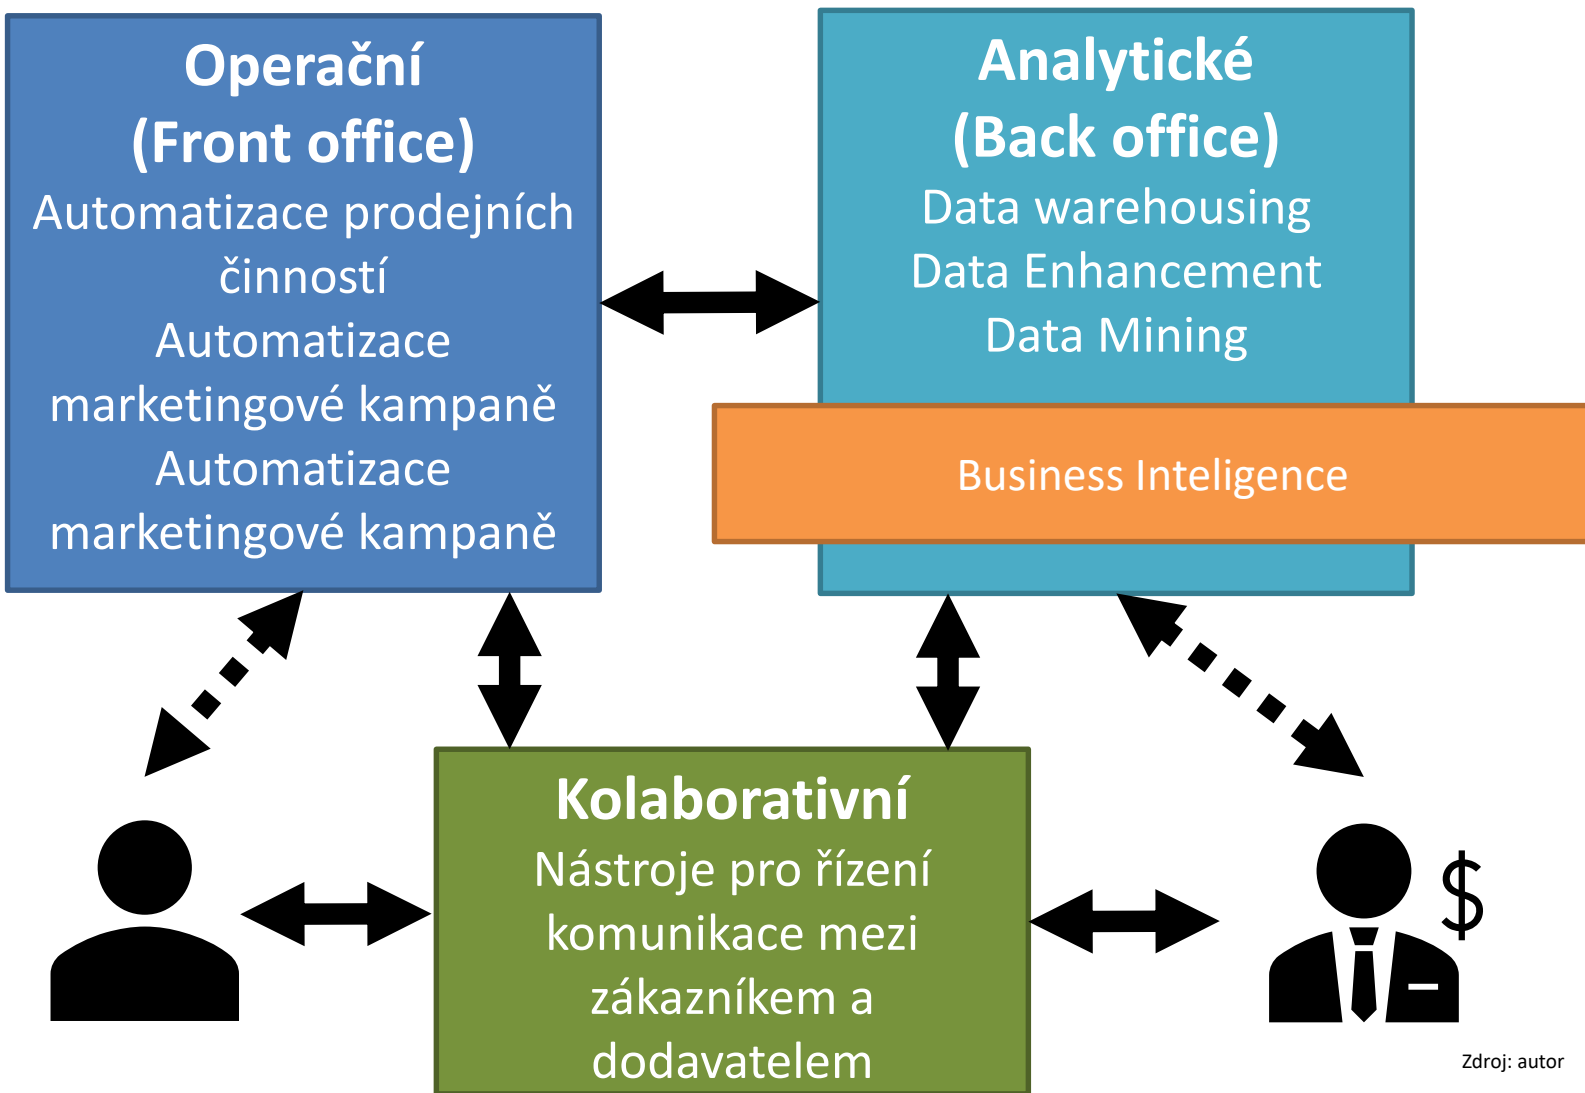 Operační
(Front office)
Automatizace prodejních
činností
Automatizace
marketingové kampaně
Automatizace
marketingové kampaně
Analytické
(Back office)
Data warehousing
Data Enhancement
Data Mining
Business Inteligence
Kolaborativní
Nástroje pro řízení
komunikace mezi
zákazníkem a
dodavatelem
$
Zdroj: autor